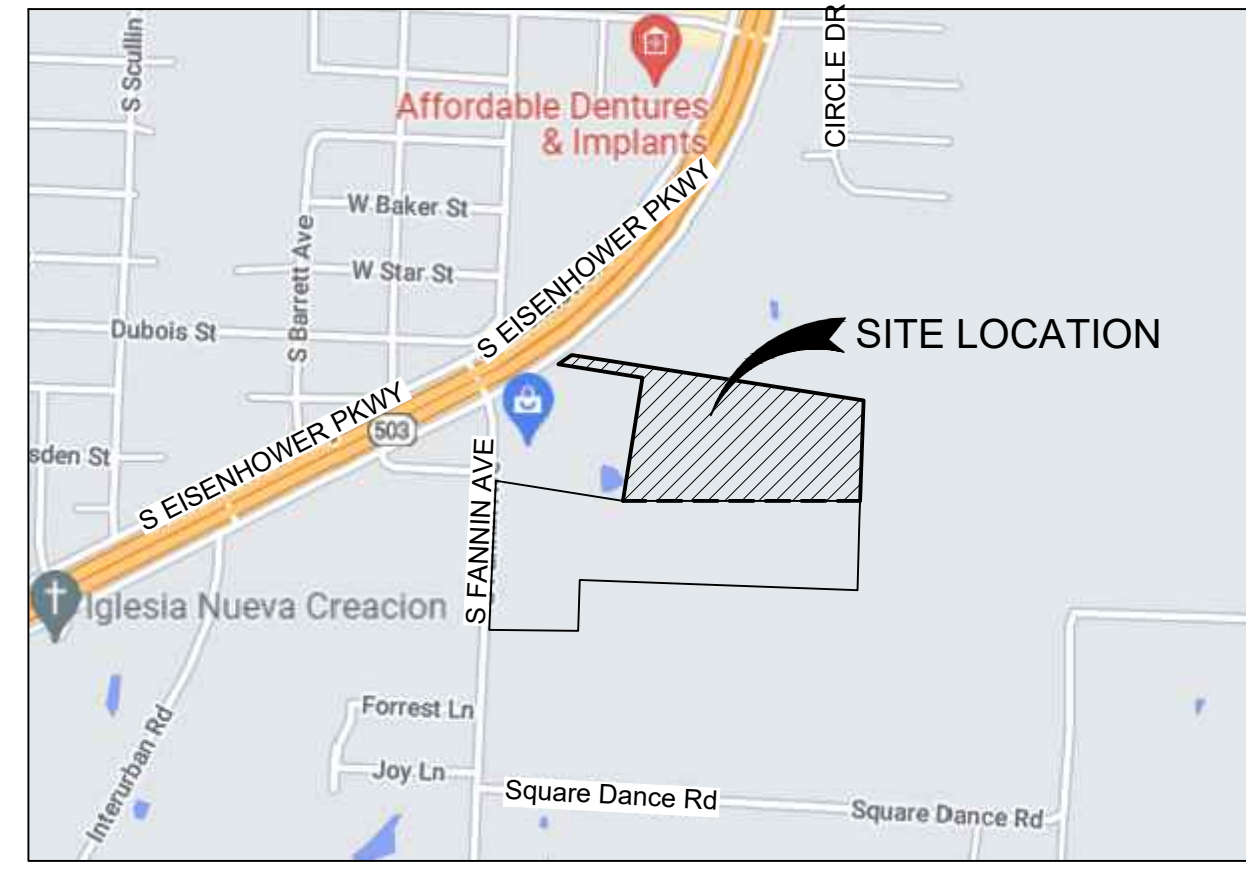 S Scullin
CIRCLE DR
Affordable Dentures
& Implants
W Baker St
S EISENHOWER PKWY
S Barrett Ave
W Star St
Dubois St
SITE LOCATION
S EISENHOWER PKWY
503
sden St
S FANNIN AVE
Iglesia Nueva Creacion
Forrest Ln
Interurban Rd
Joy Ln
Square Dance Rd
Square Dance Rd